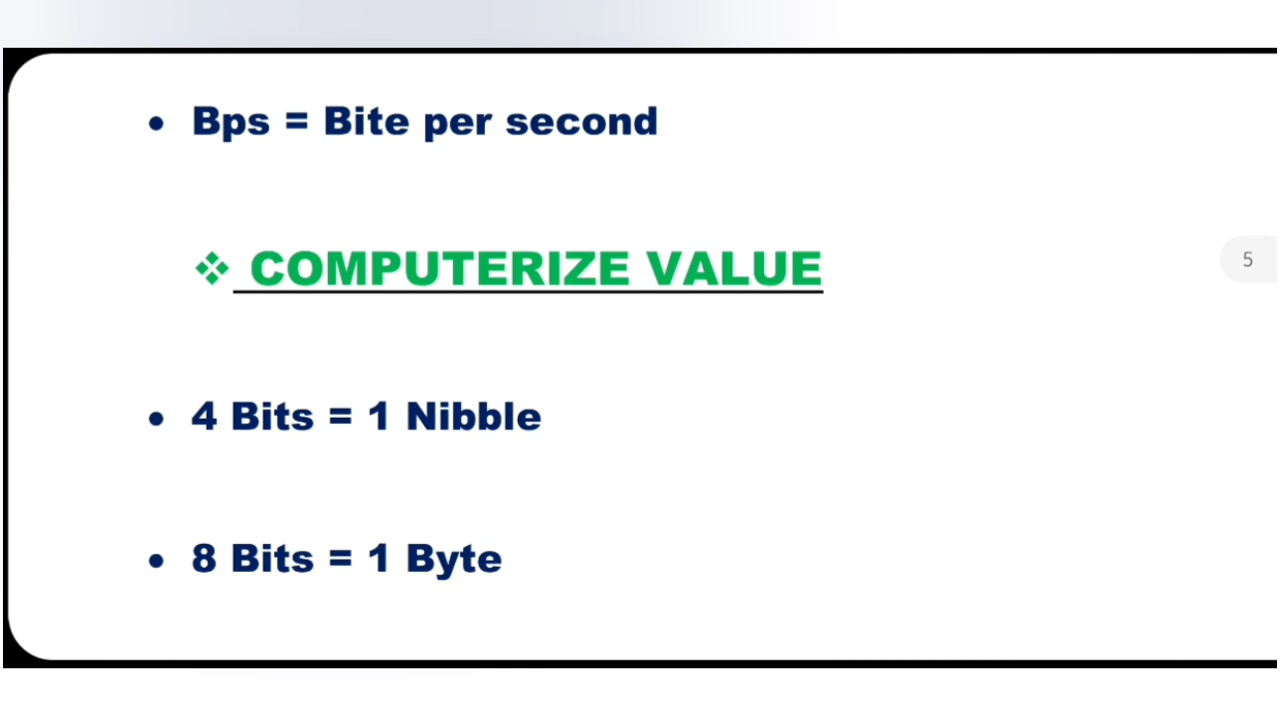 • Bps = Bite per second
❖ COMPUTERIZE VALUE
5
• 4 Bits = 1 Nibble
• 8 Bits = 1 Byte